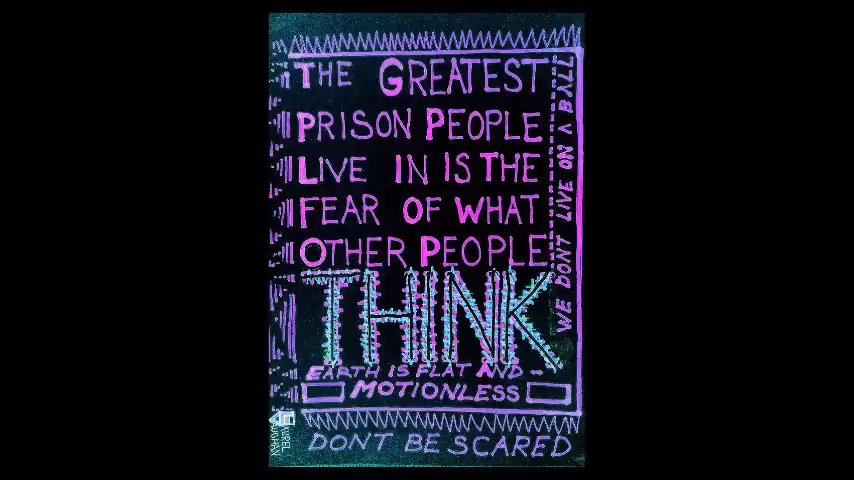 THE GREATEST
PRISON PEOPLE
LIVE IN IS THE
FEAR OF WHAT
OTHER PEOPLE
THINK
EARTH IS FLAT AND -
MOTIONLESS
DONT BE SCARED
WE DONT LIVE ON A BALL